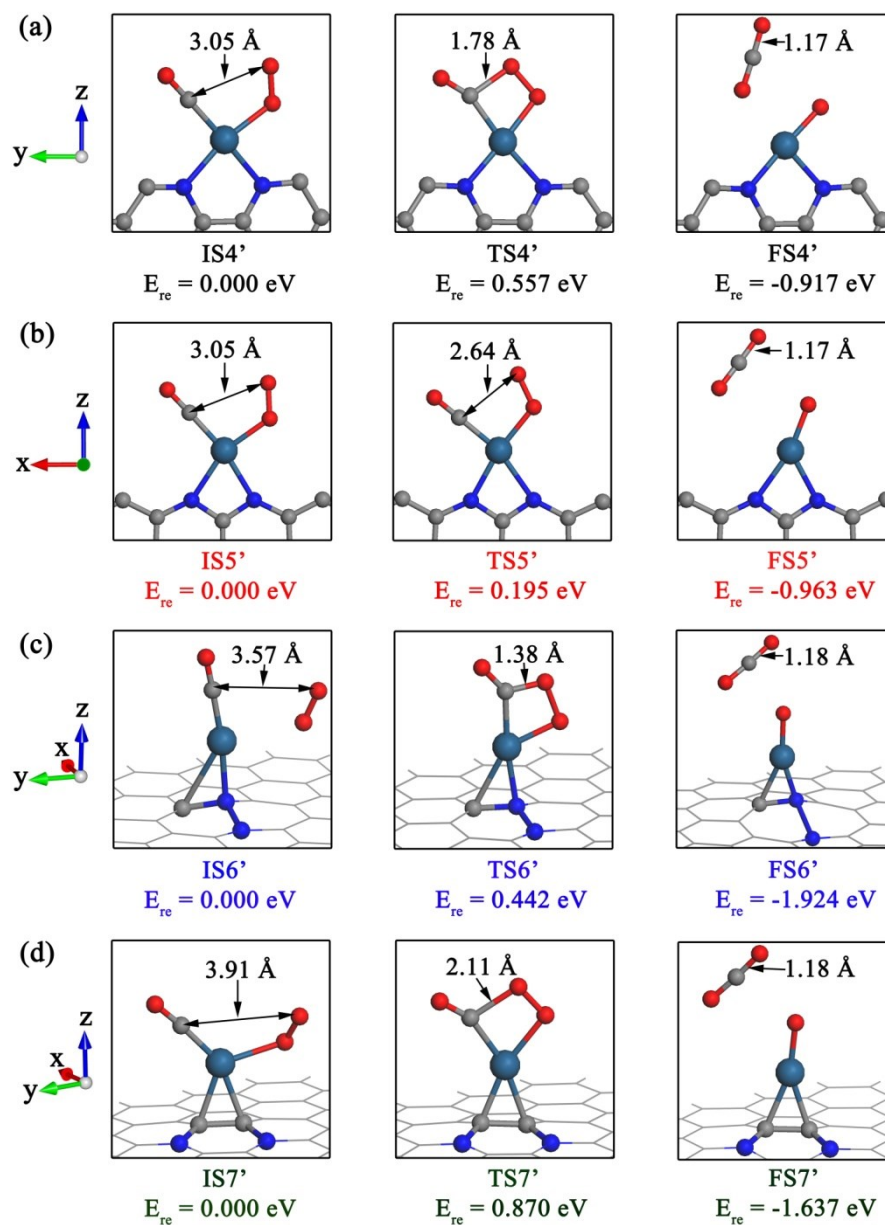 (a)
3.05 Å
1.78 Å
1.17 Å
z
y
IS4’
TS4’
FS4’
E_re = 0.000 eV
E_re = 0.557 eV
E_re = -0.917 eV
(b)
3.05 Å
2.64 Å
1.17 Å
z
x
IS5’
TS5’
FS5’
E_re = 0.000 eV
E_re = 0.195 eV
E_re = -0.963 eV
(c)
3.57 Å
1.38 Å
1.18 Å
z
x
y
IS6’
TS6’
FS6’
E_re = 0.000 eV
E_re = 0.442 eV
E_re = -1.924 eV
(d)
3.91 Å
2.11 Å
1.18 Å
z
x
y
IS7’
TS7’
FS7’
E_re = 0.000 eV
E_re = 0.870 eV
E_re = -1.637 eV